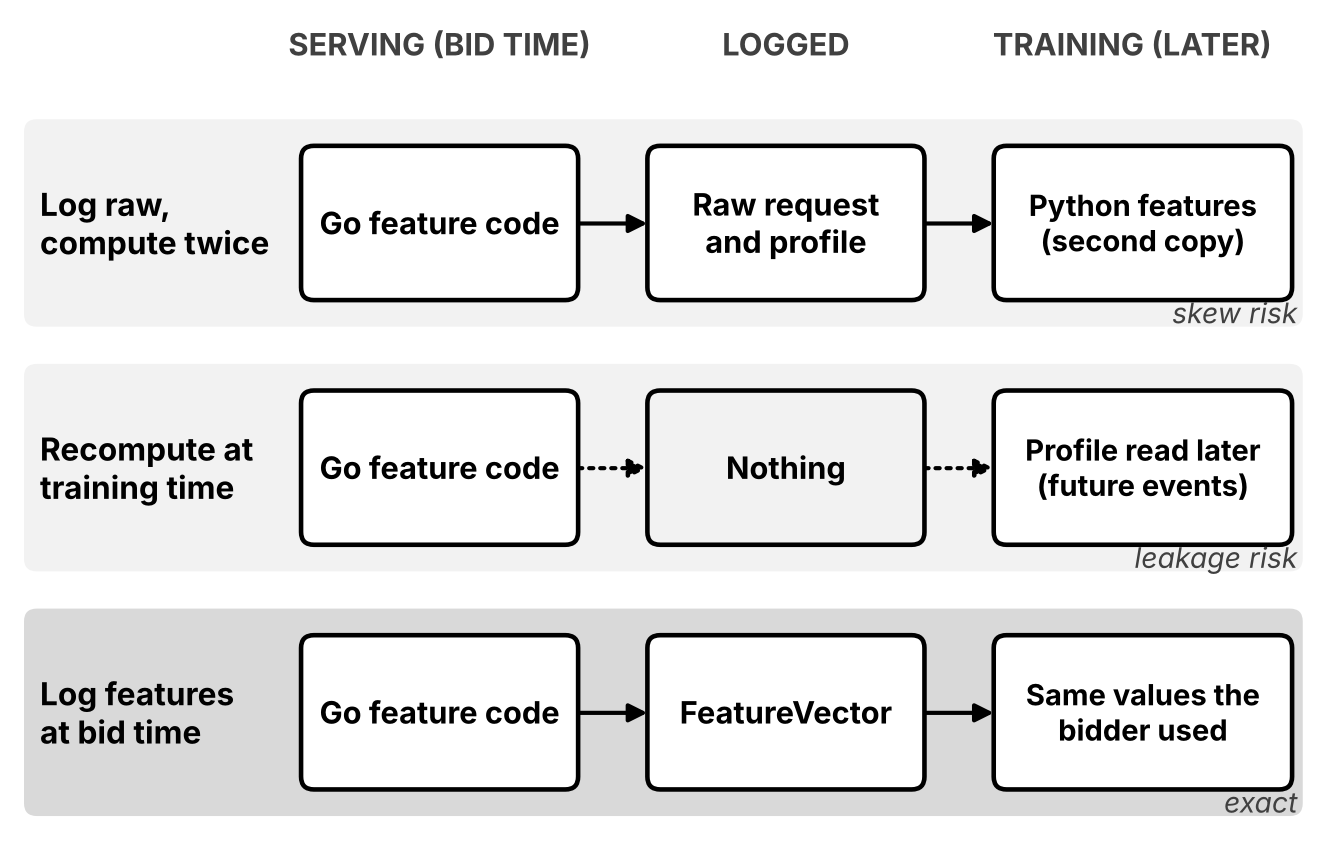 SERVING (BID TIME)
LOGGED
TRAINING (LATER)
Log raw,
compute twice
Go feature code
Raw request
and profile
Python features
(second copy)
skew risk
Recompute at
training time
Go feature code
Nothing
Profile read later
(future events)
leakage risk
Log features
at bid time
Go feature code
FeatureVector
Same values the
bidder used
exact